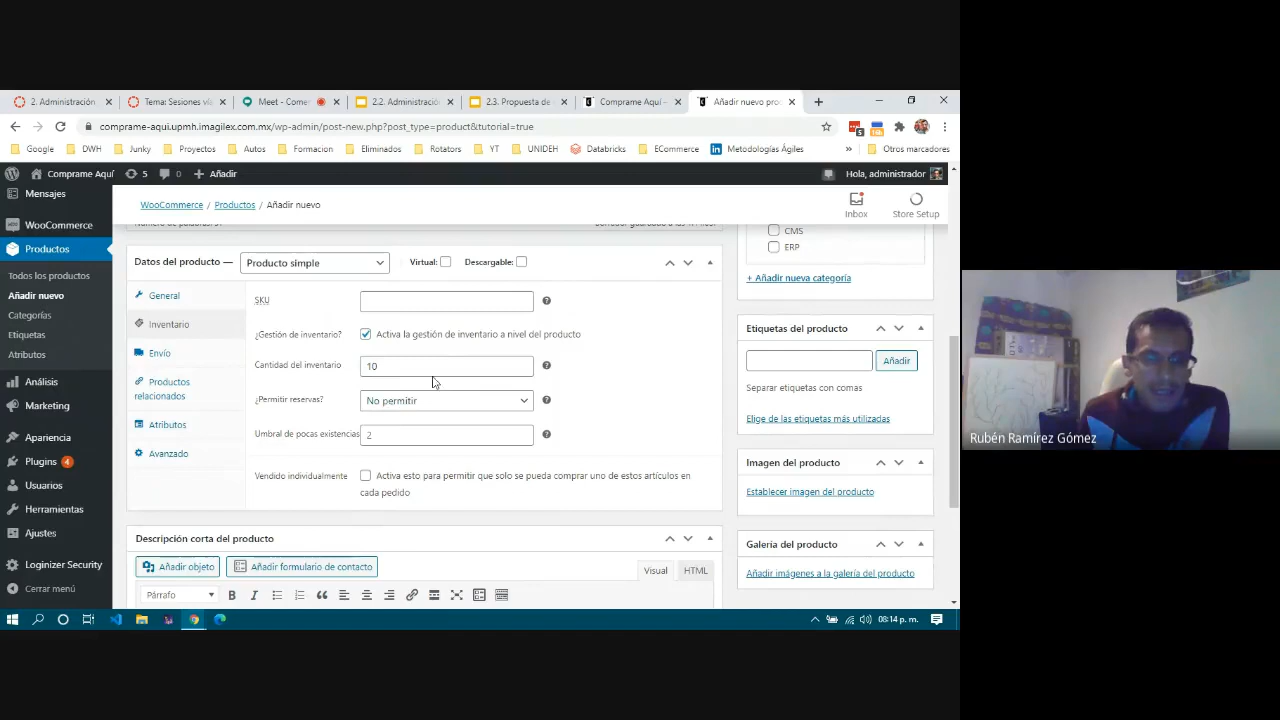 2. Administración
Tema: Sesiones vi
Meet - Come
2.2. Administraci
2.3. Propuesta de
Comprame Aquí -
Añadir nuevo pro
comprame-aqui.upmh.imagilex.com.mx/wp-admin/post-new.php?post_type=product&tutorial=true
Google
DWH
Junky
Proyectos
Autos
Formacion
Eliminados
Rotators
YT
UNIDEH
Databricks
ECommerce
Metodologías Ágiles
»
Otros marcadores
Comprame Aquí
5
0
Añadir
Hola, administrador
Mensajes
WooCommerce
Productos
Todos los productos
Añadir nuevo
Categorías
Etiquetas
Atributos
Análisis
Marketing
Apariencia
Plugins 4
Usuarios
Herramientas
Ajustes
Loginizer Security
Cerrar menú
WooCommerce / Productos / Añadir nuevo
Inbox
Store Setup
Datos del producto —
Producto simple
Virtual:
Descargable:
General
Inventario
Envío
Productos
relacionados
Atributos
Avanzado
SKU
¿Gestión de inventario?
Activa la gestión de inventario a nivel del producto
Cantidad del inventario
10
¿Permitir reservas?
No permitir
Umbral de pocas existencias
2
Vendido individualmente
Activa esto para permitir que solo se pueda comprar uno de estos artículos en
cada pedido
Descripción corta del producto
Añadir objeto
Añadir formulario de contacto
Visual
HTML
Párrafo
CMS
ERP
+ Añadir nueva categoría
Etiquetas del producto
Añadir
Separar etiquetas con comas
Elige de las etiquetas más utilizadas
Imagen del producto
Establecer imagen del producto
Galería del producto
Añadir imágenes a la galería del producto
08:14 p. m.
Rubén Ramírez Gómez